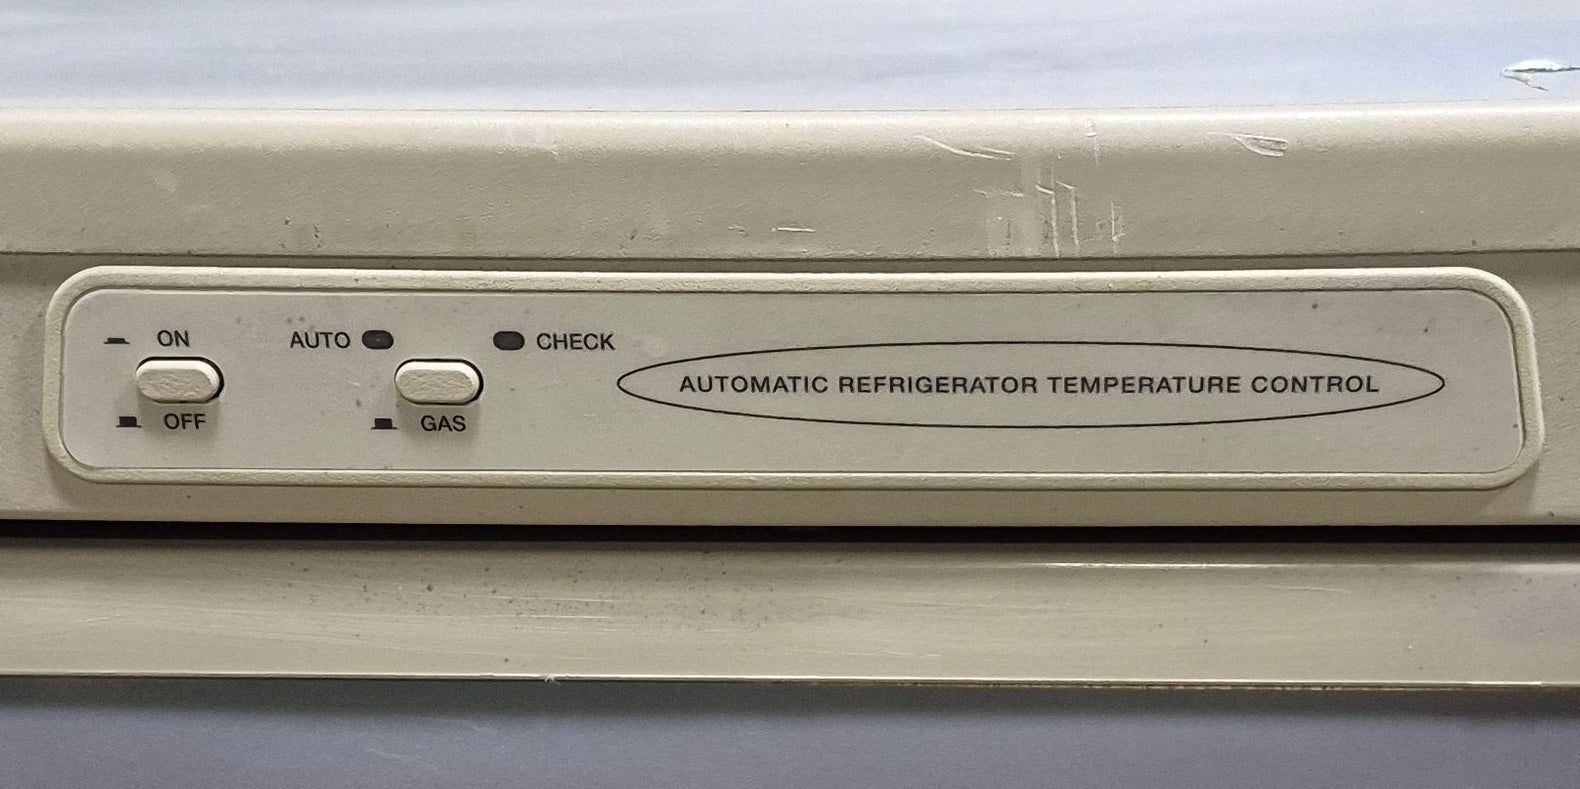 ON
OFF
AUTO
GAS
CHECK
AUTOMATIC REFRIGERATOR TEMPERATURE CONTROL